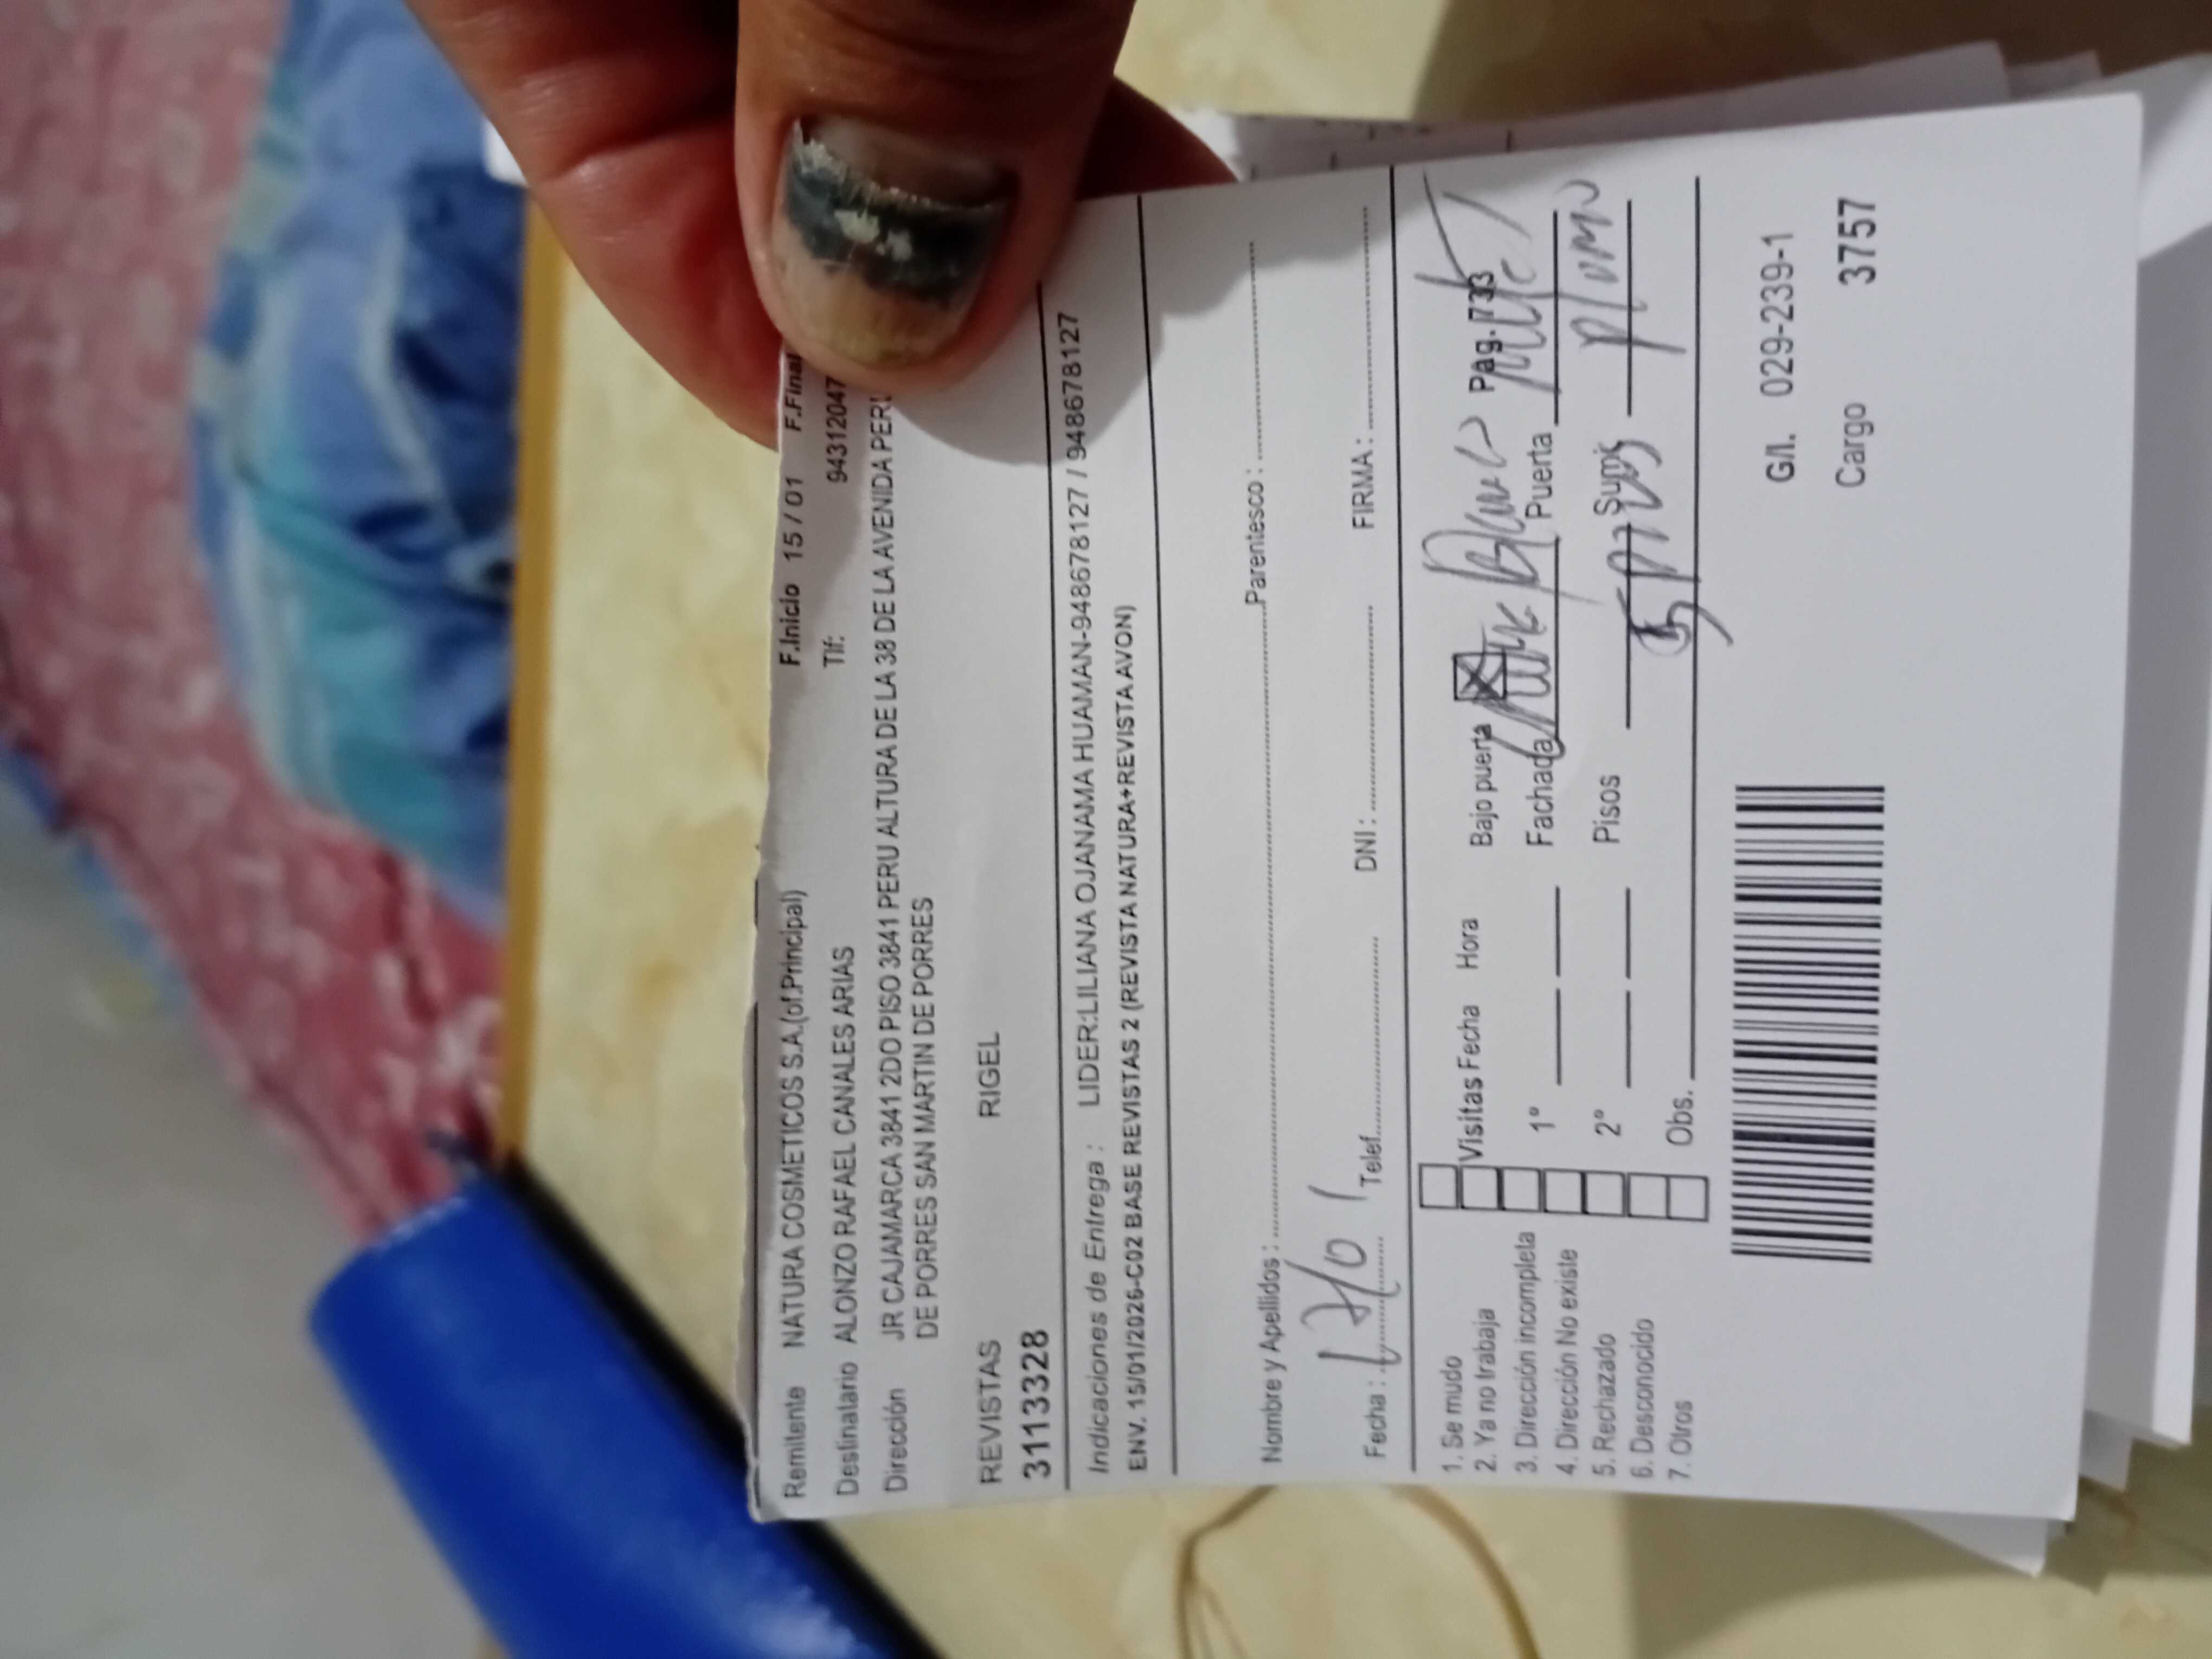 F.Inicio 15 / 01 F.Final
Remitente NATURA COSMETICOS S.A.(of.Principal) Tlf: 94312047
Destinatario ALONZO RAFAEL CANALES ARIAS
Dirección JR CAJAMARCA 3841 2DO PISO 3841 PERU ALTURA DE LA 38 DE LA AVENIDA PERU
DE PORRES SAN MARTIN DE PORRES
REVISTAS RIGEL
3113328
Indicaciones de Entrega : LIDER:LILIANA OJANAMA HUAMAN-948678127 / 948678127
ENV. 15/01/2026-C02 BASE REVISTAS 2 (REVISTA NATURA+REVISTA AVON)
Nombre y Apellidos : Parentesco :
Fecha : Telef. DNI : FIRMA :
1. Se mudo
2. Ya no trabaja Visitas Fecha Hora Bajo puerta X Pag. 733
3. Dirección incompleta
4. Dirección No existe 1° Fachada Blanco Puerta
5. Rechazado
6. Desconocido 2° Pisos 3 pisos Sum. plomo
7. Otros Obs.
G/I. 029-239-1
Cargo 3757